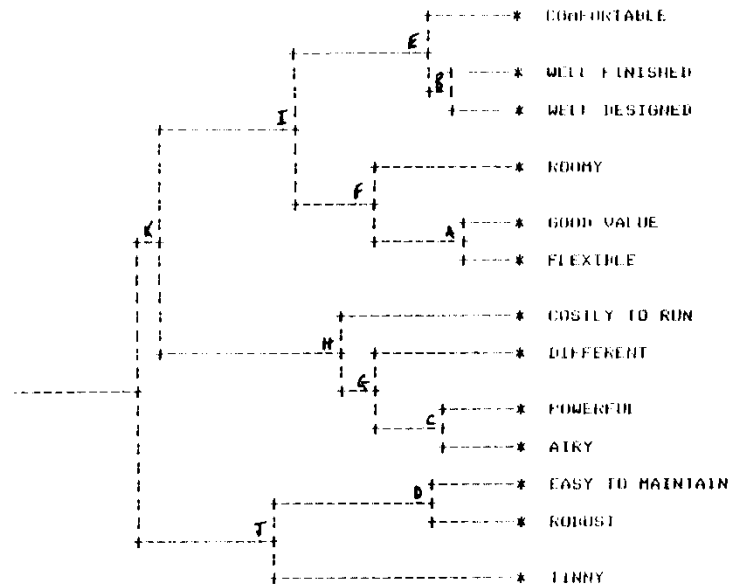 COMFORTABLE
E
WELL FINISHED
B
WELL DESIGNED
I
ROOMY
F
GOOD VALUE
A
K
FLEXIBLE
COSTLY TO RUN
H
DIFFERENT
G
POWERFUL
C
AIRY
EASY TO MAINTAIN
D
ROBUST
J
TINNY